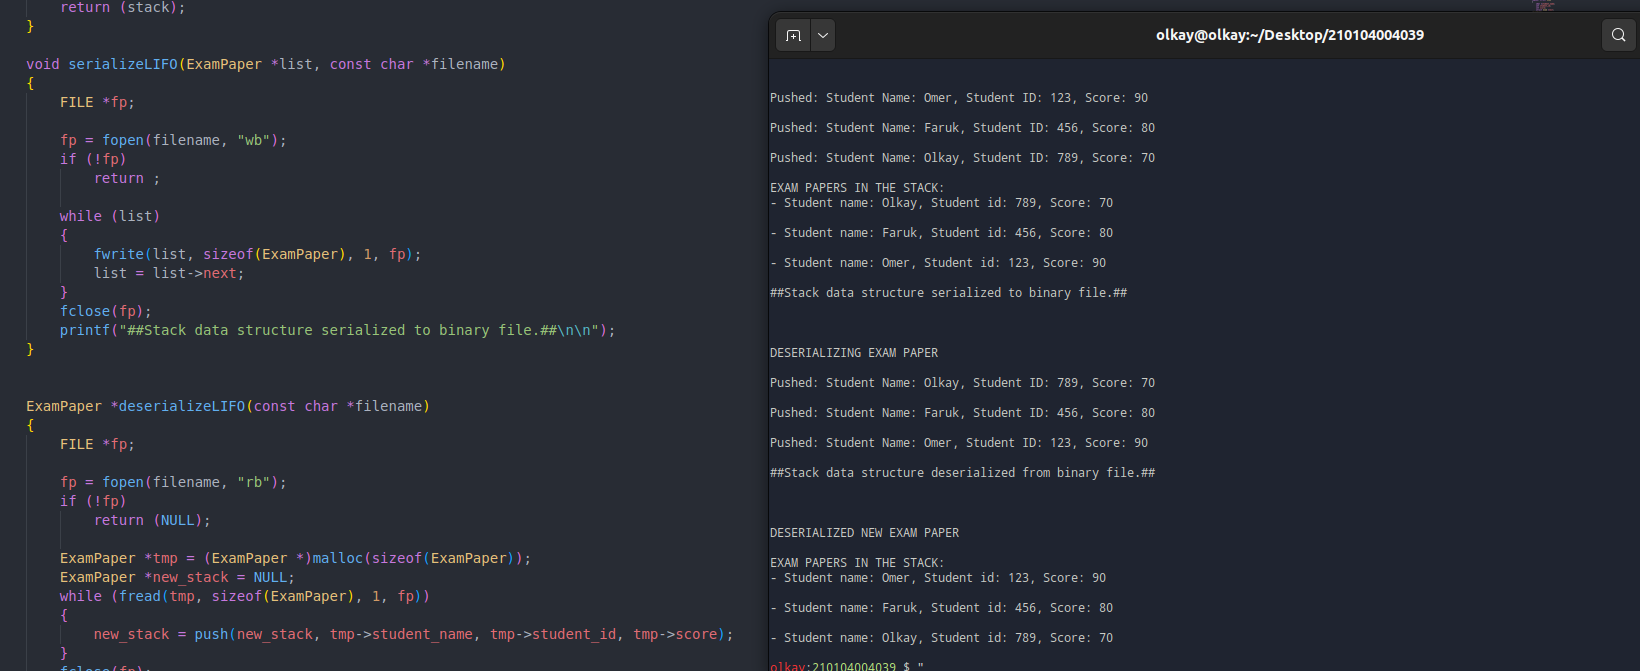 return (stack);
}
void serializeLIFO(ExamPaper *list, const char *filename)
{
FILE *fp;
fp = fopen(filename, "wb");
if (!fp)
return ;
while (list)
{
fwrite(list, sizeof(ExamPaper), 1, fp);
list = list->next;
}
fclose(fp);
printf("##Stack data structure serialized to binary file.##\n\n");
}
ExamPaper *deserializeLIFO(const char *filename)
{
FILE *fp;
fp = fopen(filename, "rb");
if (!fp)
return (NULL);
ExamPaper *tmp = (ExamPaper *)malloc(sizeof(ExamPaper));
ExamPaper *new_stack = NULL;
while (fread(tmp, sizeof(ExamPaper), 1, fp))
{
new_stack = push(new_stack, tmp->student_name, tmp->student_id, tmp->score);
}
fclose(fp);
olkay@olkay:~/Desktop/210104004039
Pushed: Student Name: Omer, Student ID: 123, Score: 90
Pushed: Student Name: Faruk, Student ID: 456, Score: 80
Pushed: Student Name: Olkay, Student ID: 789, Score: 70
EXAM PAPERS IN THE STACK:
- Student name: Olkay, Student id: 789, Score: 70
- Student name: Faruk, Student id: 456, Score: 80
- Student name: Omer, Student id: 123, Score: 90
##Stack data structure serialized to binary file.##
DESERIALIZING EXAM PAPER
Pushed: Student Name: Olkay, Student ID: 789, Score: 70
Pushed: Student Name: Faruk, Student ID: 456, Score: 80
Pushed: Student Name: Omer, Student ID: 123, Score: 90
##Stack data structure deserialized from binary file.##
DESERIALIZED NEW EXAM PAPER
EXAM PAPERS IN THE STACK:
- Student name: Omer, Student id: 123, Score: 90
- Student name: Faruk, Student id: 456, Score: 80
- Student name: Olkay, Student id: 789, Score: 70
olkay:210104004039 $ "